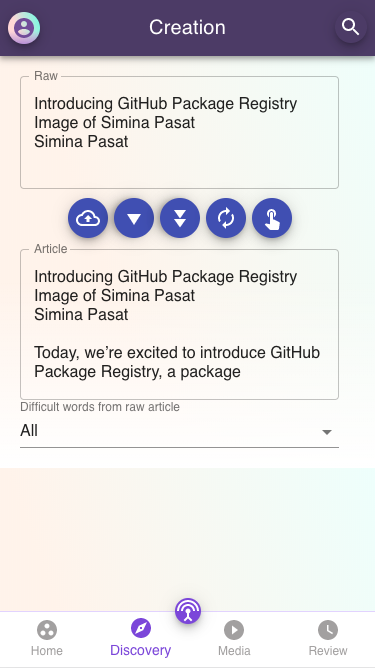 Creation
Raw
Introducing GitHub Package Registry
Image of Simina Pasat
Simina Pasat
Article
Introducing GitHub Package Registry
Image of Simina Pasat
Simina Pasat
Today, we’re excited to introduce GitHub
Package Registry, a package
Difficult words from raw article
All
Home
Discovery
Media
Review